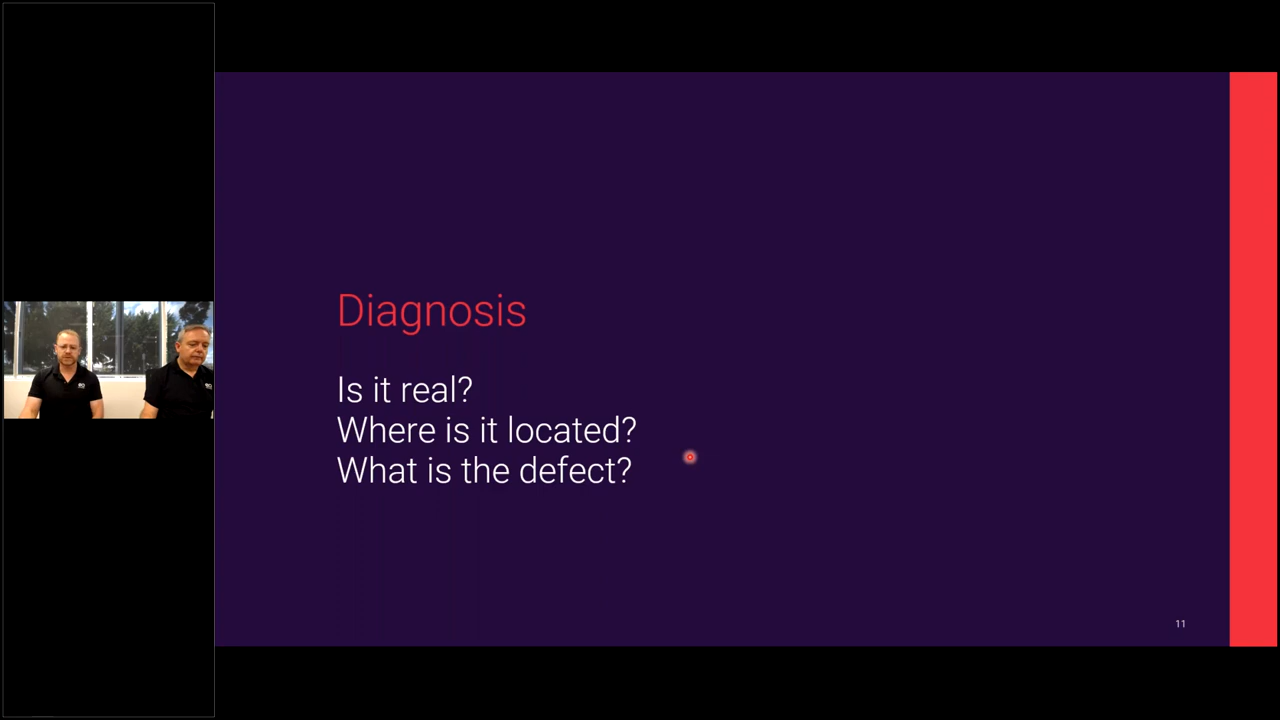 Diagnosis
Is it real?
Where is it located?
What is the defect?
11